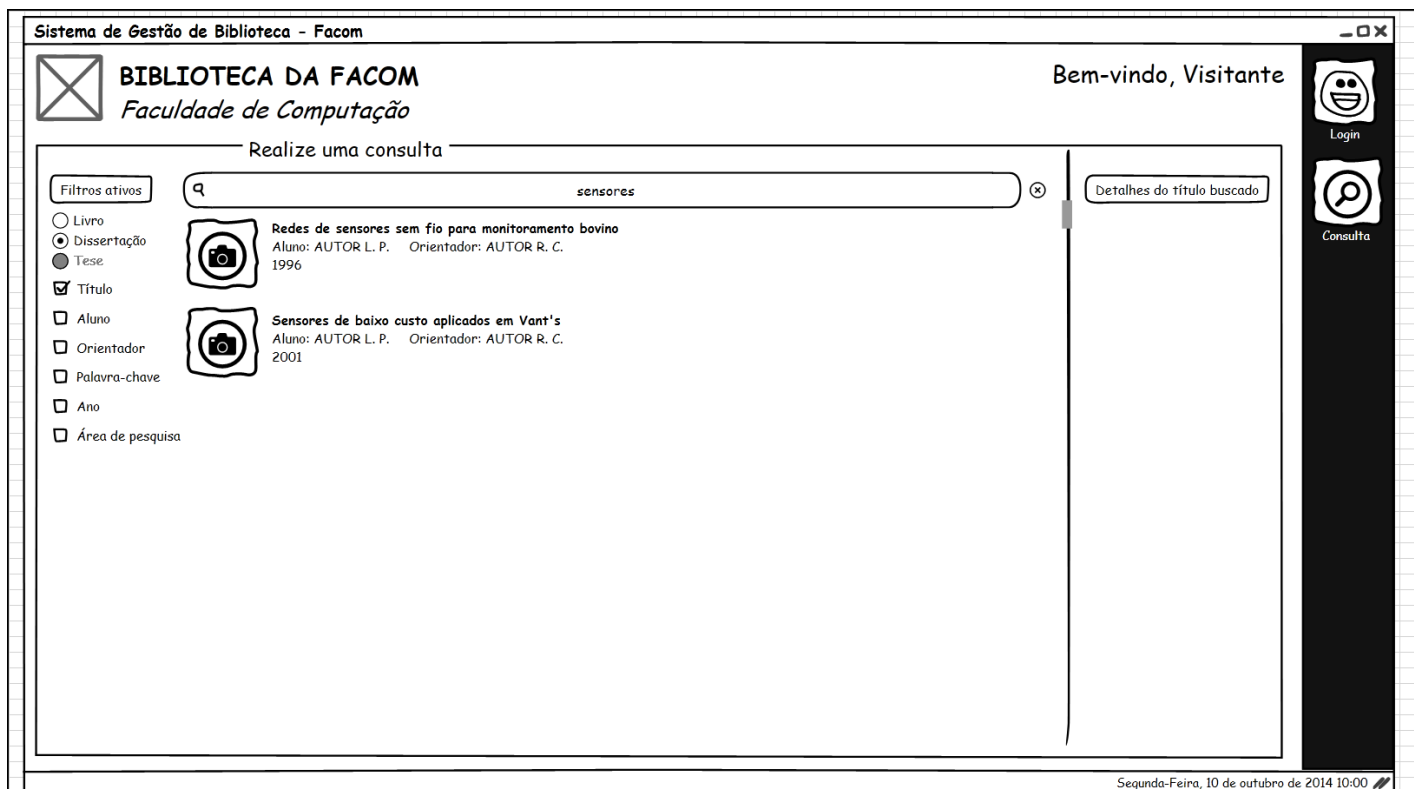 Sistema de Gestão de Biblioteca - Facom
BIBLIOTECA DA FACOM
Faculdade de Computação
Bem-vindo, Visitante
Login
Consulta
Realize uma consulta
Filtros ativos
Livro
Dissertação
Tese
Título
Aluno
Orientador
Palavra-chave
Ano
Área de pesquisa
sensores
Redes de sensores sem fio para monitoramento bovino
Aluno: AUTOR L. P. Orientador: AUTOR R. C.
1996
Sensores de baixo custo aplicados em Vant's
Aluno: AUTOR L. P. Orientador: AUTOR R. C.
2001
Detalhes do título buscado
Segunda-Feira, 10 de outubro de 2014 10:00